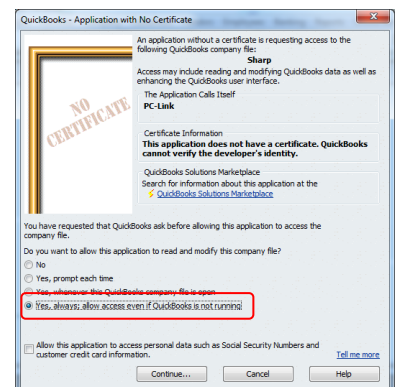 QuickBooks - Application with No Certificate
An application without a certificate is requesting access to the
following QuickBooks company file:
Sharp
Access may include reading and modifying QuickBooks data as well as
enhancing the QuickBooks user interface.
The Application Calls Itself
PC-Link
NO
CERTIFICATE
Certificate Information
This application does not have a certificate. QuickBooks
cannot verify the developer's identity.
QuickBooks Solutions Marketplace
Search for information about this application at the
QuickBooks Solutions Marketplace
You have requested that QuickBooks ask before allowing this application to access the
company file.
Do you want to allow this application to read and modify this company file?
No
Yes, prompt each time
Yes, whenever this QuickBooks company file is open
Yes, always; allow access even if QuickBooks is not running
Allow this application to access personal data such as Social Security Numbers and
customer credit card information.
Tell me more
Continue...
Cancel
Help